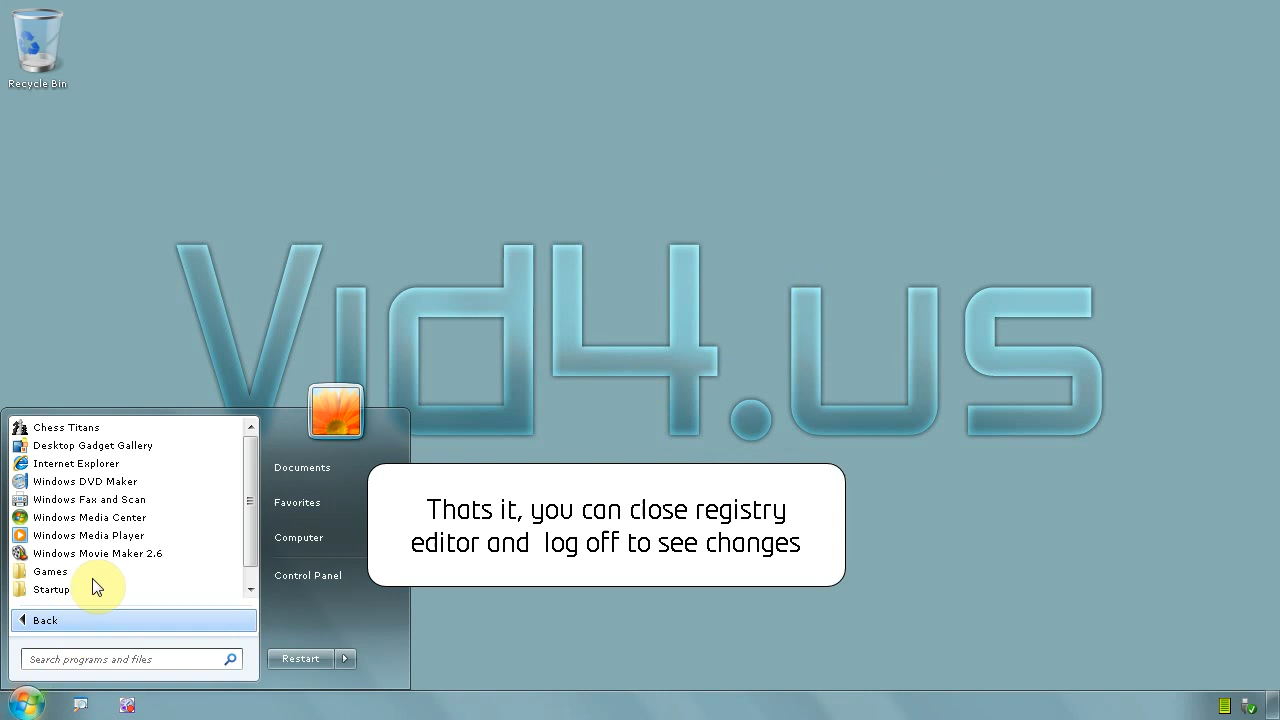 Recycle Bin
Vid4.us
Chess Titans
Desktop Gadget Gallery
Internet Explorer
Windows DVD Maker
Windows Fax and Scan
Windows Media Center
Windows Media Player
Windows Movie Maker 2.6
Games
Startup
Back
Search programs and files
Documents
Favorites
Computer
Control Panel
Restart
Thats it, you can close registry
editor and log off to see changes